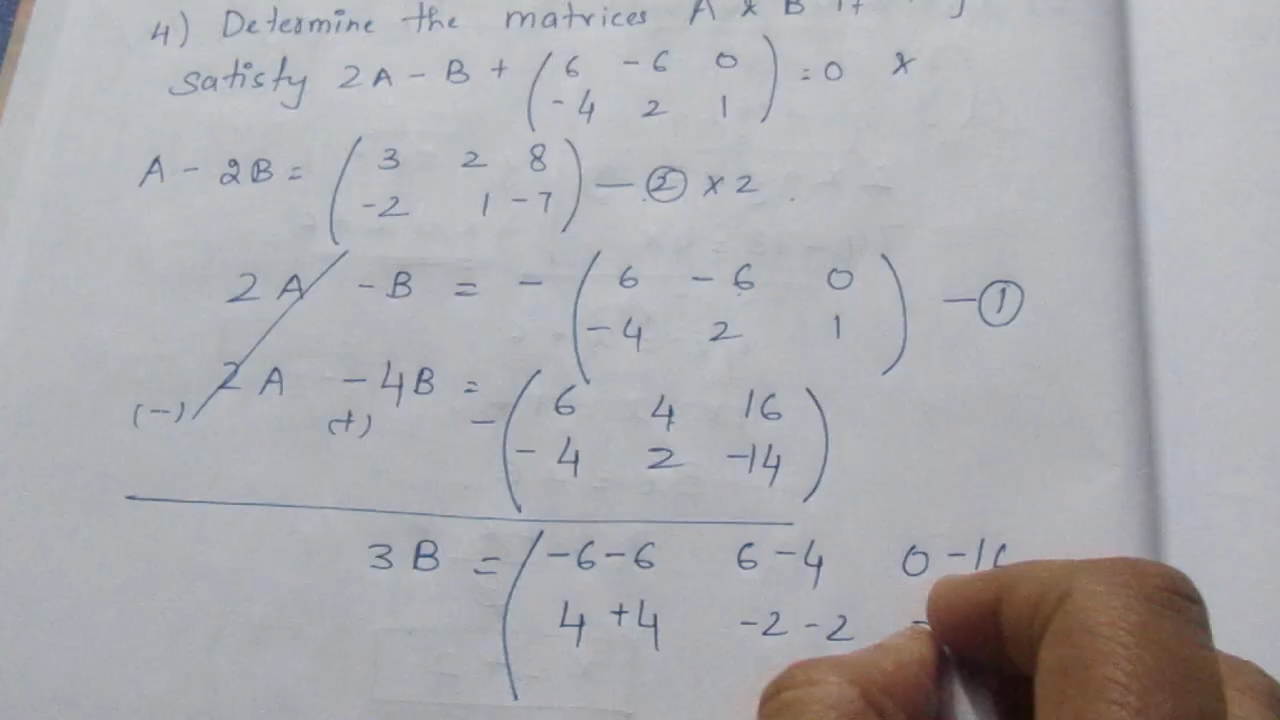 4) Determine the matrices A & B if
satisfy 2A - B + ( 6 -6 0 ) = 0 &
( -4 2 1 )
A - 2B = ( 3 2 8 ) — ② × 2
( -2 1 -7 )
2A - B = - ( 6 -6 0 ) — ①
( -4 2 1 )
2A - 4B = - ( 6 4 16 )
(-) (+) ( -4 2 -14 )
3B = ( -6-6 6-4 0-16
4+4 -2-2 -